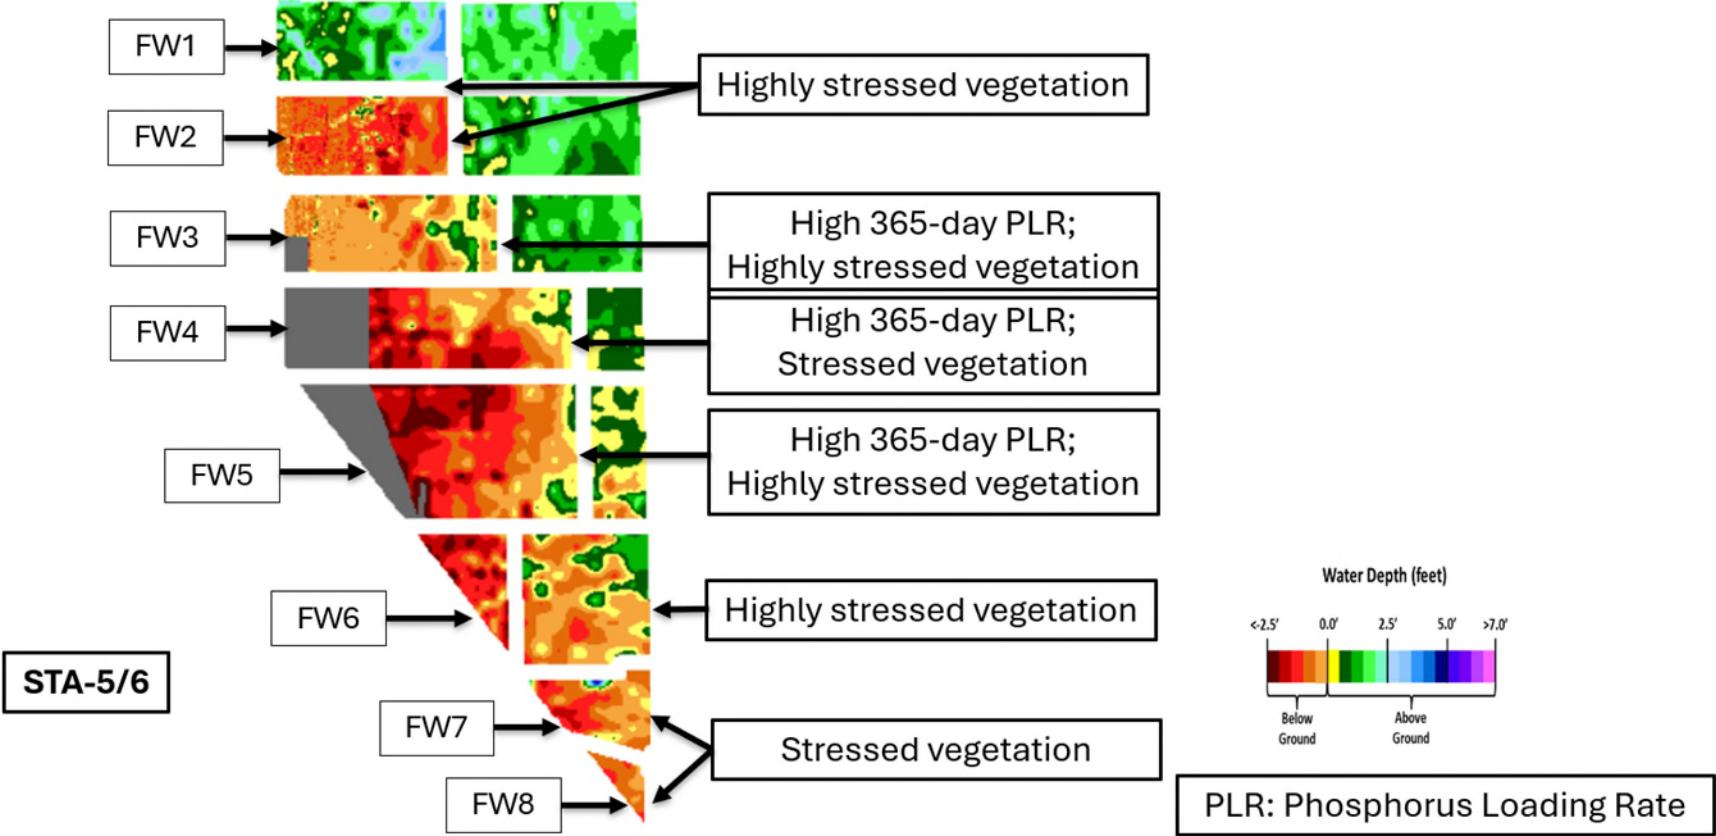 FW1
Highly stressed vegetation
FW2
FW3
High 365-day PLR;
Highly stressed vegetation
FW4
High 365-day PLR;
Stressed vegetation
FW5
High 365-day PLR;
Highly stressed vegetation
FW6
Highly stressed vegetation
STA-5/6
FW7
Stressed vegetation
FW8
Water Depth (feet)
<-2.5' 0.0' 2.5' 5.0' >7.0'
Below
Ground
Above
Ground
PLR: Phosphorus Loading Rate